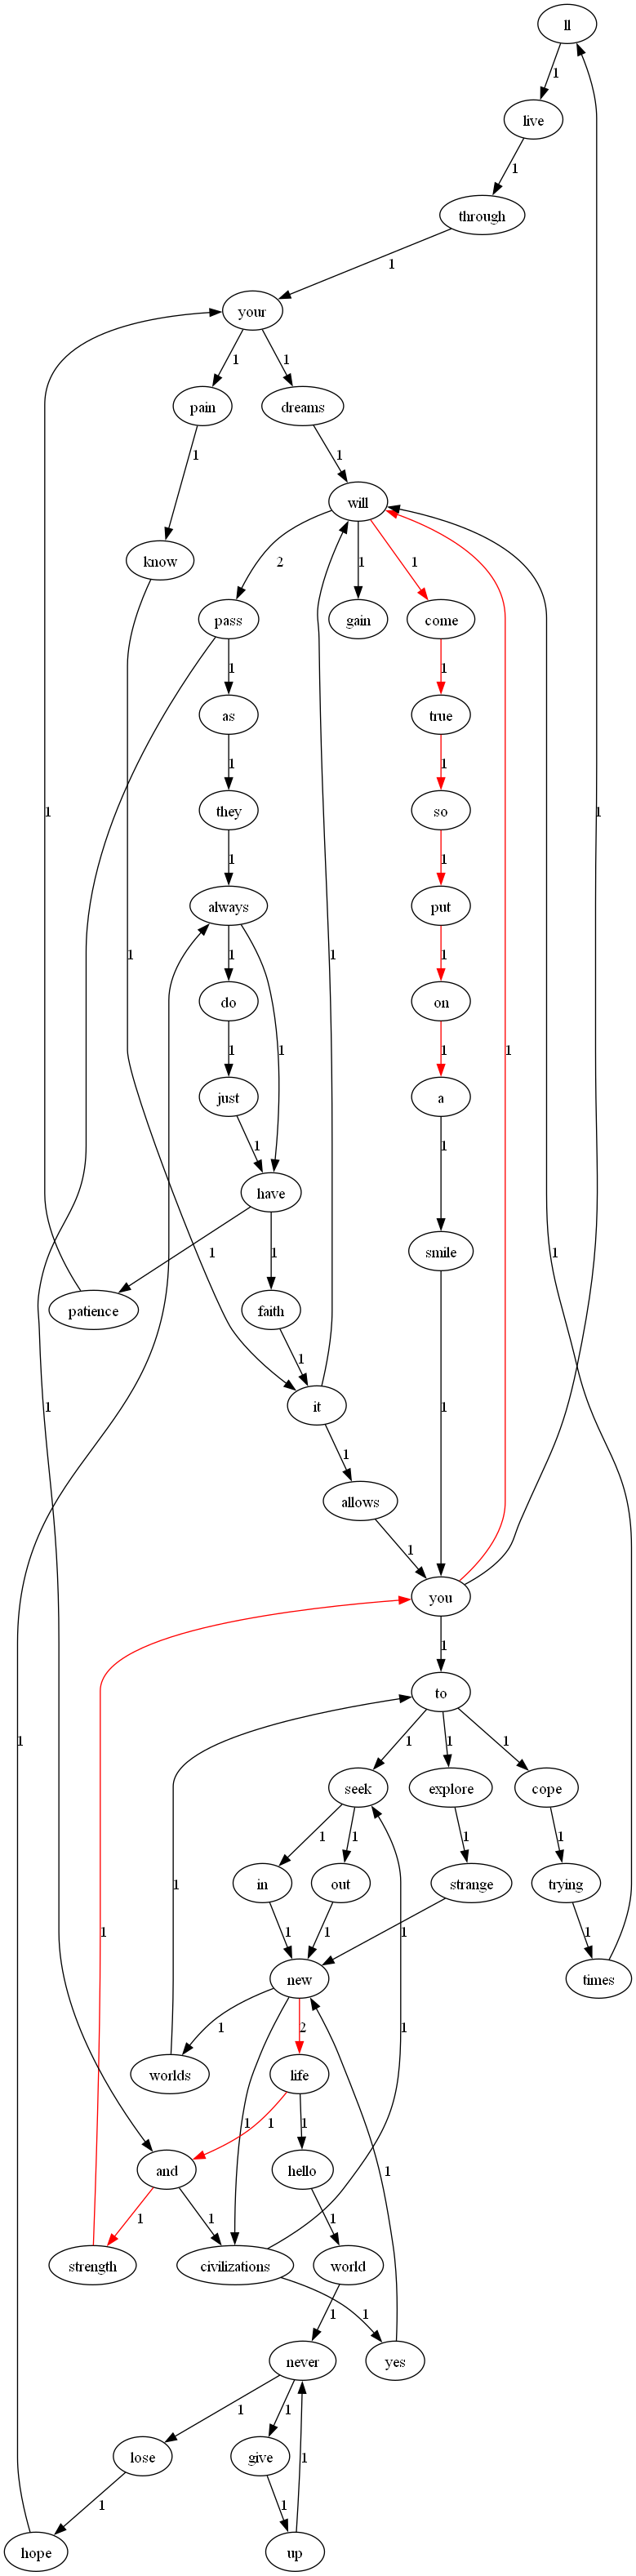 ll
1
live
1
through
1
your
1 1
pain dreams
1 1
know will
2 1 1
pass gain come
1 1
as true
1 1
they so
1 1 1
always put
1 1 1
do on
1 1 1 1
just a
1 1
have smile
1 1
patience faith
1
it
1 1
allows
1 1
you
1
to
1 1 1
seek explore cope
1 1 1 1
in out strange trying
1 1 1 1 1
new times
1 2
worlds life
1 1 1 1
and hello
1 1 1 1
strength civilizations world
1 1 1
never yes
1 1
lose give
1 1 1
hope up